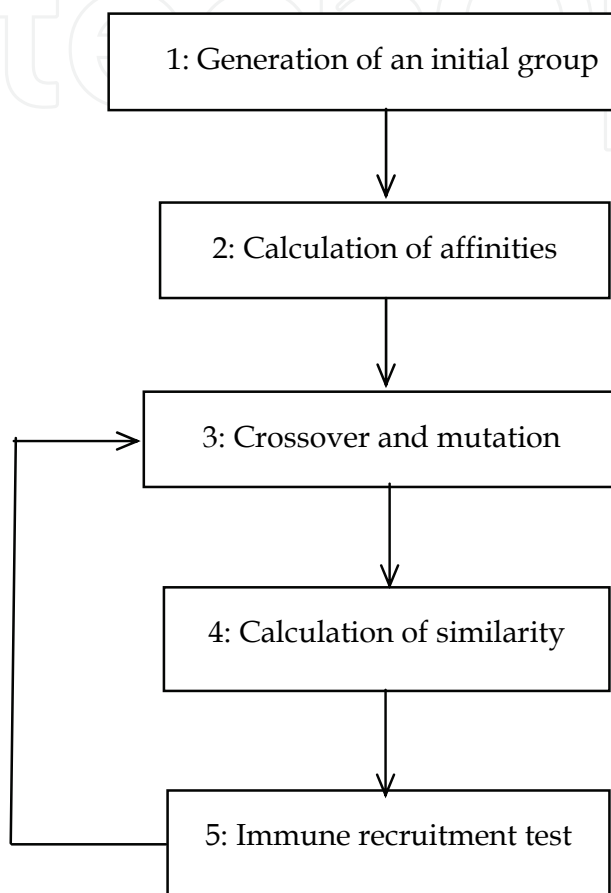 1: Generation of an initial group
2: Calculation of affinities
3: Crossover and mutation
4: Calculation of similarity
5: Immune recruitment test